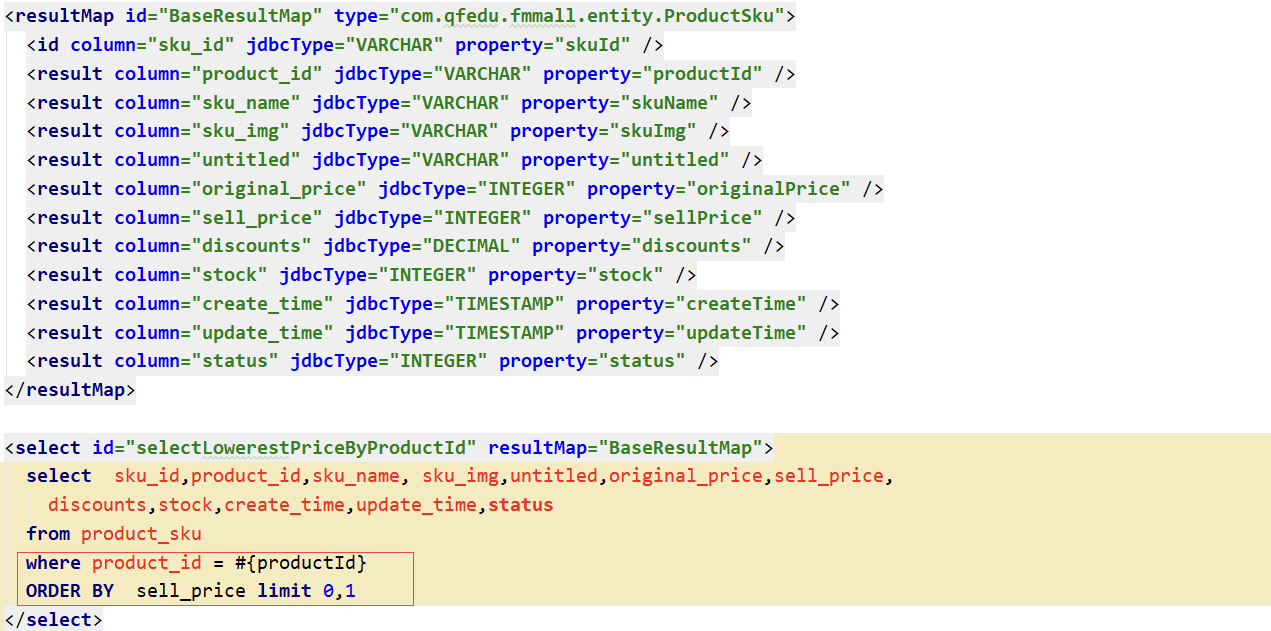 <resultMap id="BaseResultMap" type="com.qfedu.fmmall.entity.ProductSku">
<id column="sku_id" jdbcType="VARCHAR" property="skuId" />
<result column="product_id" jdbcType="VARCHAR" property="productId" />
<result column="sku_name" jdbcType="VARCHAR" property="skuName" />
<result column="sku_img" jdbcType="VARCHAR" property="skuImg" />
<result column="untitled" jdbcType="VARCHAR" property="untitled" />
<result column="original_price" jdbcType="INTEGER" property="originalPrice" />
<result column="sell_price" jdbcType="INTEGER" property="sellPrice" />
<result column="discounts" jdbcType="DECIMAL" property="discounts" />
<result column="stock" jdbcType="INTEGER" property="stock" />
<result column="create_time" jdbcType="TIMESTAMP" property="createTime" />
<result column="update_time" jdbcType="TIMESTAMP" property="updateTime" />
<result column="status" jdbcType="INTEGER" property="status" />
</resultMap>
<select id="selectLowerestPriceByProductId" resultMap="BaseResultMap">
select  sku_id,product_id,sku_name, sku_img,untitled,original_price,sell_price,
discounts,stock,create_time,update_time,status
from product_sku
where product_id = #{productId}
ORDER BY  sell_price limit 0,1
</select>